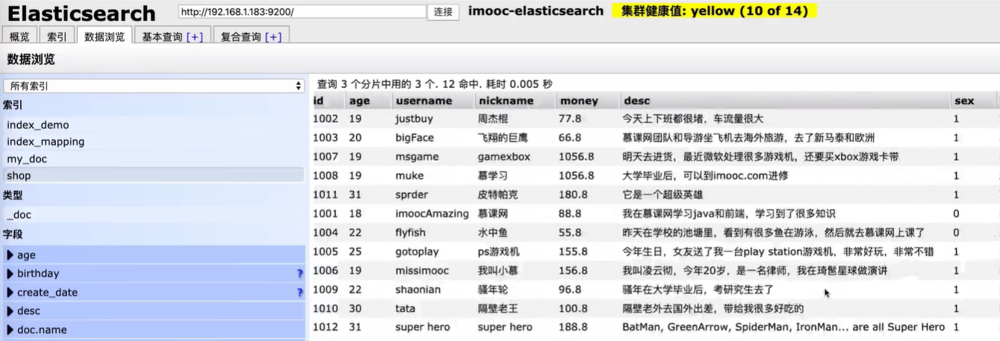 Elasticsearch http://192.168.1.183:9200/ 连接 imooc-elasticsearch 集群健康值: yellow (10 of 14)
概览 索引 数据浏览 基本查询 [+] 复合查询 [+]
数据浏览
所有索引
索引
index_demo
index_mapping
my_doc
shop
类型
_doc
字段
age
birthday ?
create_date ?
desc
doc.name
查询 3 个分片中用的 3 个. 12 命中. 耗时 0.005 秒
id age username nickname money desc sex
1002 19 justbuy 周杰棍 77.8 今天上下班都很堵，车流量很大 1
1003 20 bigFace 飞翔的巨鹰 66.8 慕课网团队和导游坐飞机去海外旅游，去了新马泰和欧洲 1
1007 19 msgame gamexbox 1056.8 明天去进货，最近微软处理很多游戏机，还要买xbox游戏卡带 1
1008 19 muke 慕学习 1056.8 大学毕业后，可以到imooc.com进修 1
1011 31 sprder 皮特帕克 180.8 它是一个超级英雄 1
1001 18 imoocAmazing 慕课网 88.8 我在慕课网学习java和前端，学习到了很多知识 0
1004 22 flyfish 水中鱼 55.8 昨天在学校的池塘里，看到有很多鱼在游泳，然后就去慕课网上课了 0
1005 25 gotoplay ps游戏机 155.8 今年生日，女友送了我一台play station游戏机，非常好玩，非常不错 1
1006 19 missimooc 我叫小慕 156.8 我叫凌云彻，今年20岁，是一名律师，我在琦䯲星球做演讲 1
1009 22 shaonian 骚年轮 96.8 骚年在大学毕业后，考研究生去了 1
1010 30 tata 隔壁老王 100.8 隔壁老外去国外出差，带给我很多好吃的 1
1012 31 super hero super hero 188.8 BatMan, GreenArrow, SpiderMan, IronMan... are all Super Hero 1